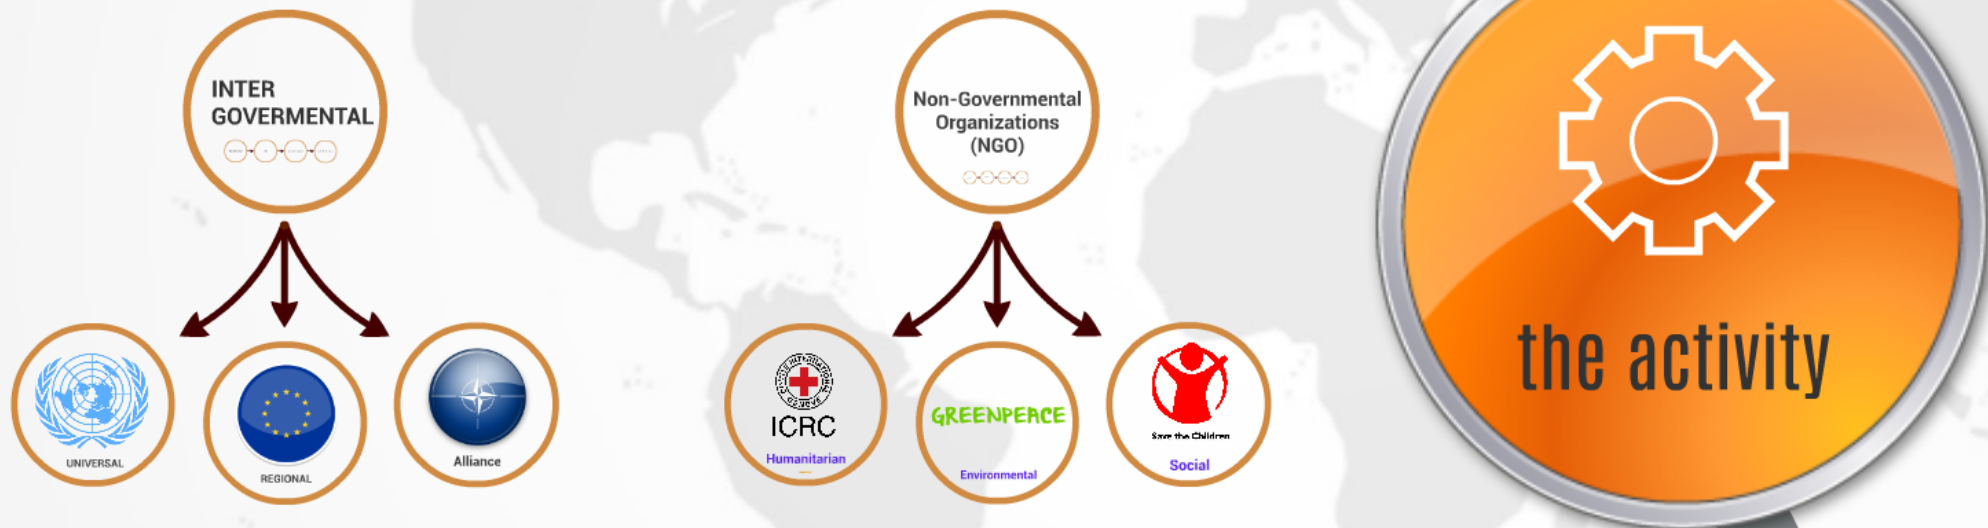 INTER
GOVERMENTAL
Non-Governmental
Organizations
(NGO)
the activity
UNIVERSAL
REGIONAL
Alliance
ICRC
Humanitarian
GREENPEACE
Environmental
Save the Children
Social